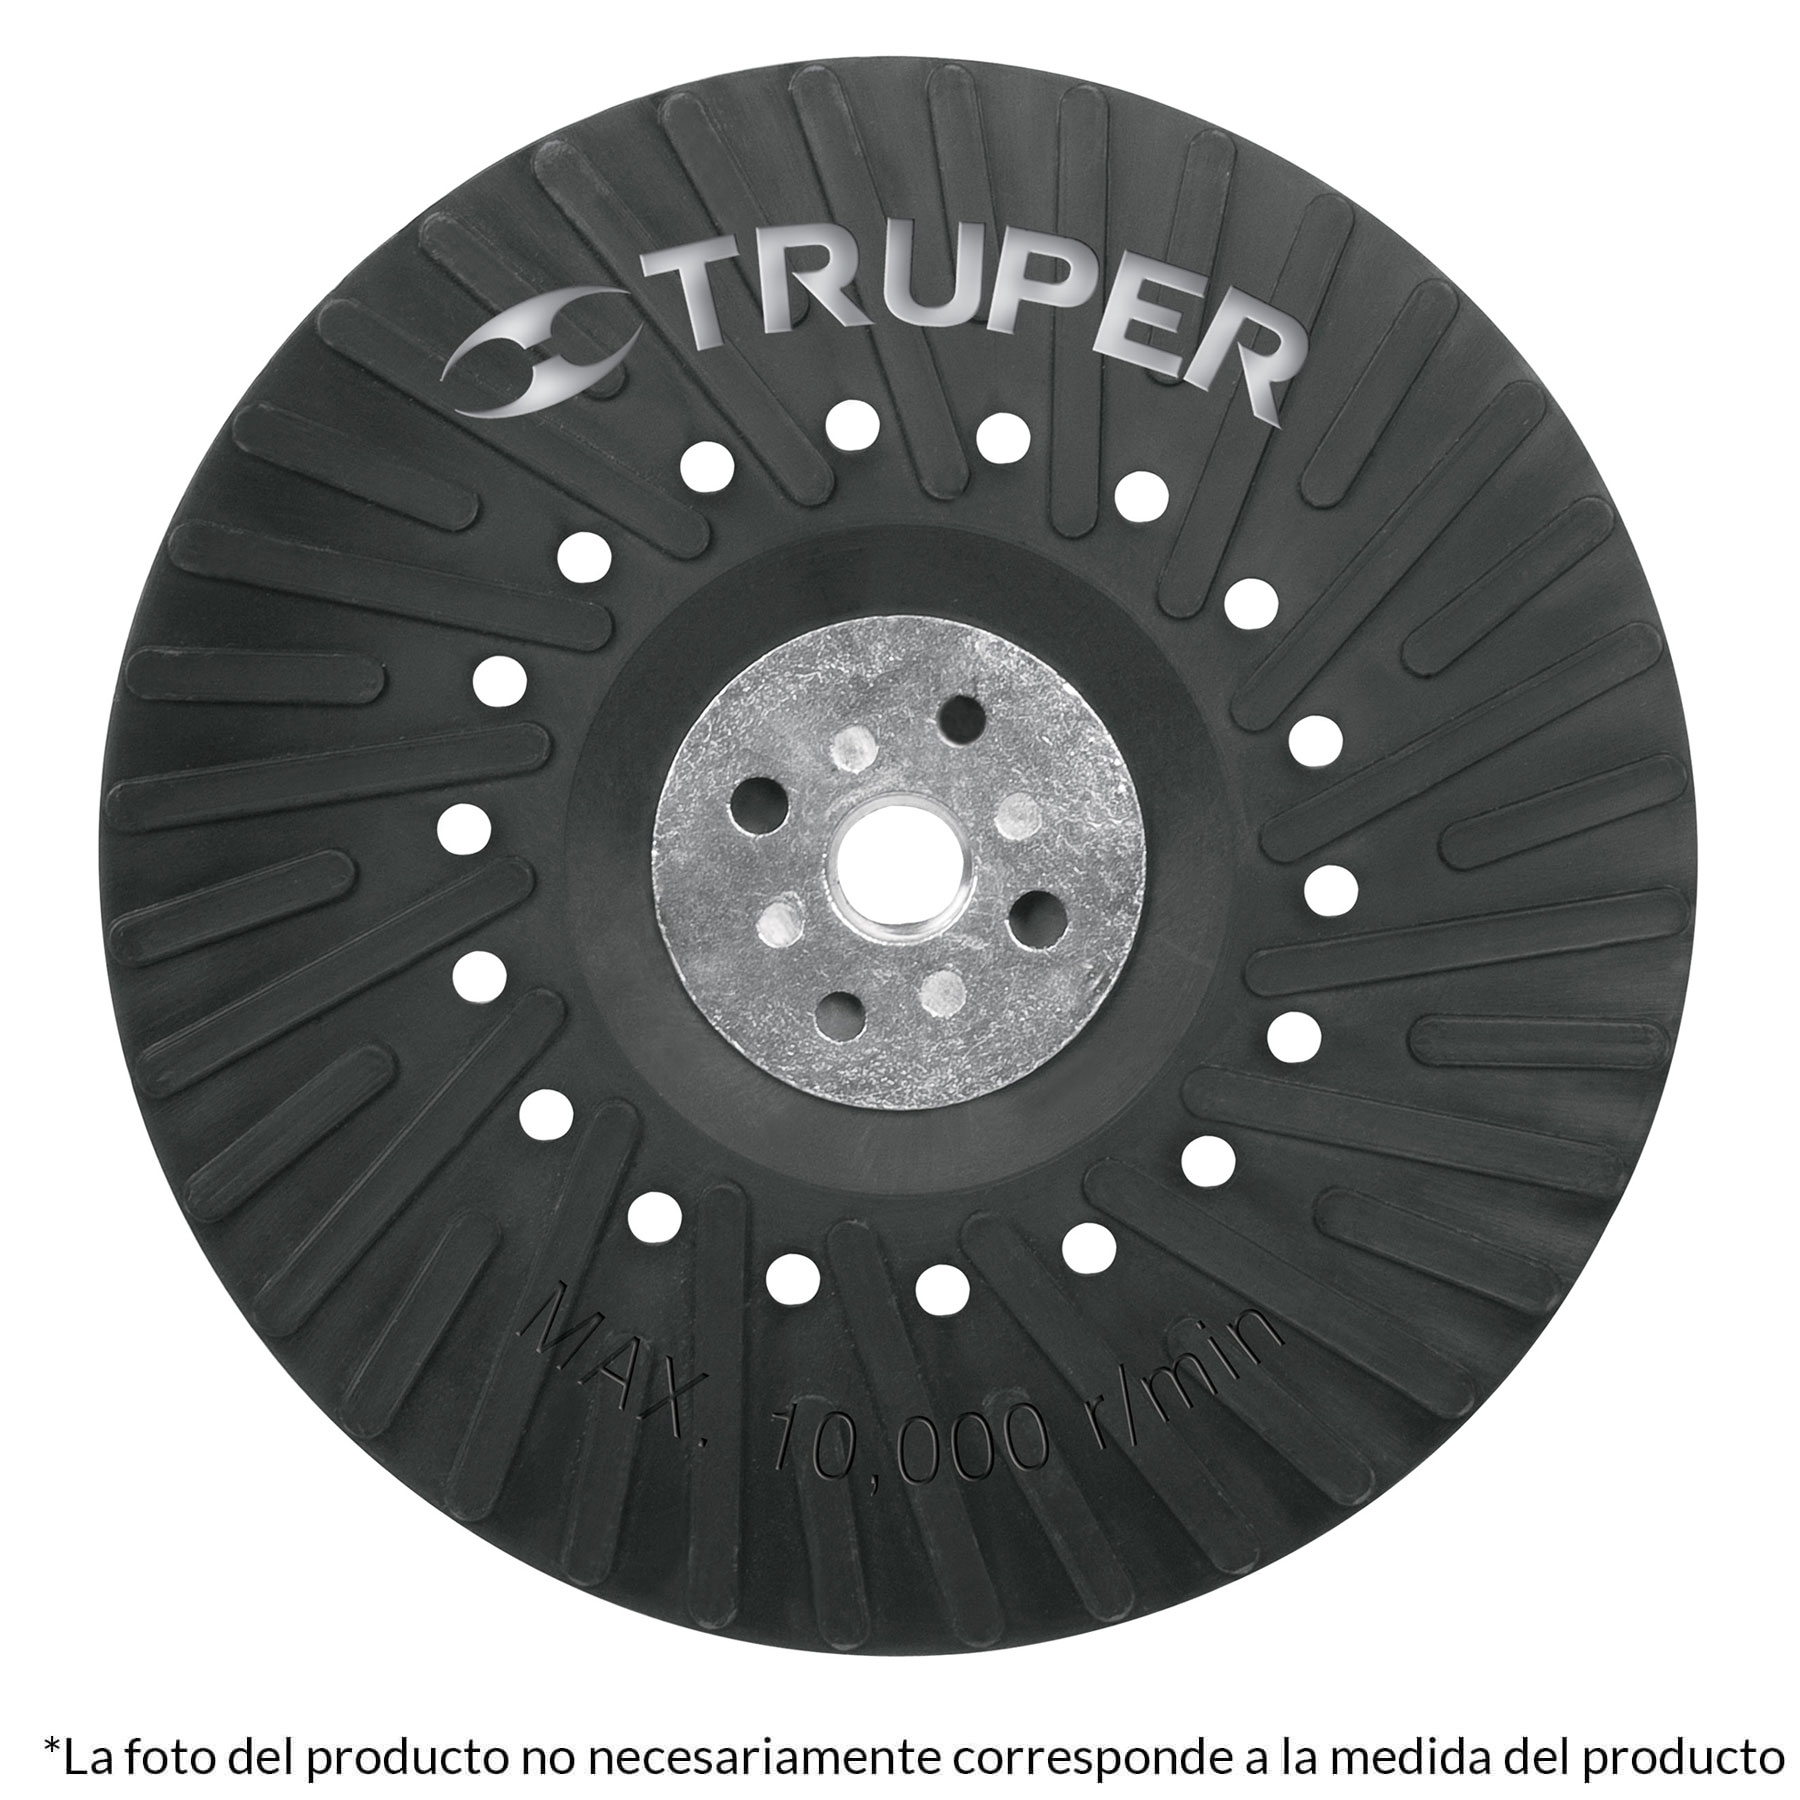 TRUPER
MAX. 10,000 r/min
*La foto del producto no necesariamente corresponde a la medida del producto